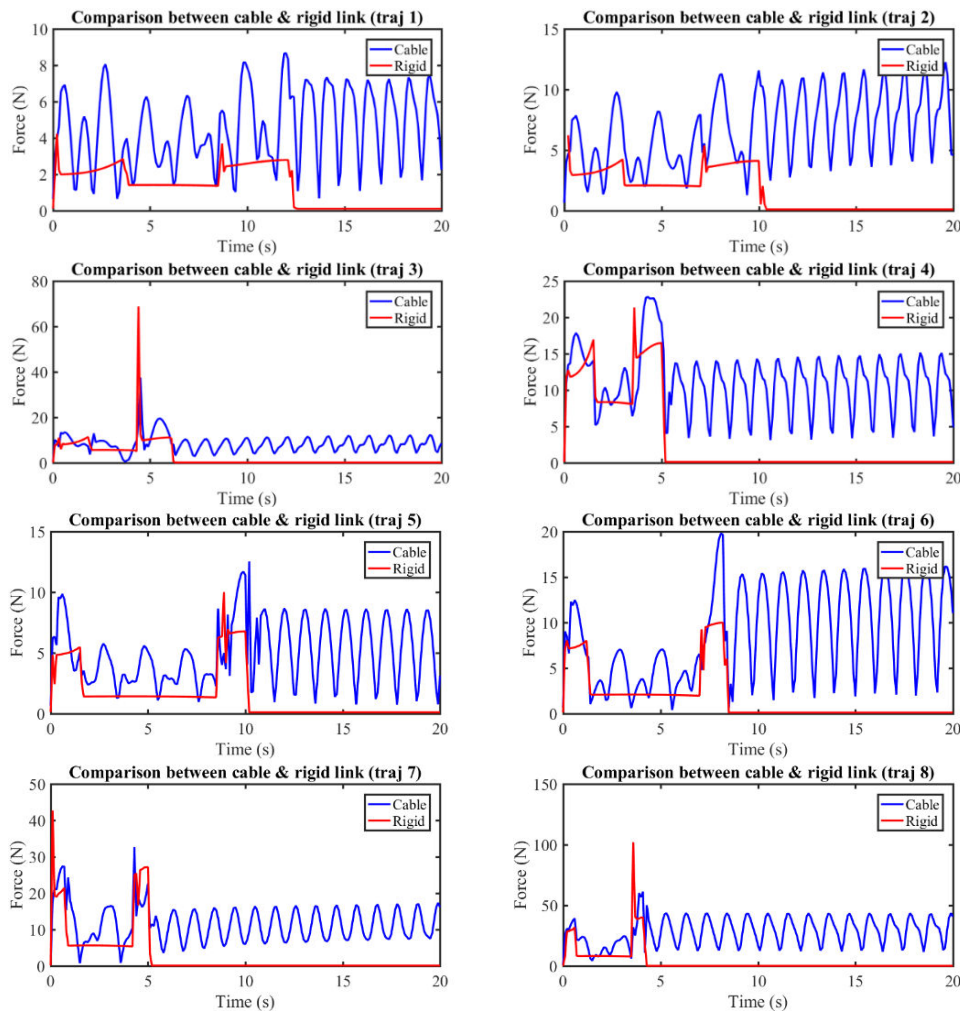 Comparison between cable & rigid link (traj 1)
10
8
6
4
2
0
Force (N)
Cable
Rigid
0 5 10 15 20
Time (s)
Comparison between cable & rigid link (traj 2)
15
10
5
0
Force (N)
Cable
Rigid
0 5 10 15 20
Time (s)
Comparison between cable & rigid link (traj 3)
80
60
40
20
0
Force (N)
Cable
Rigid
0 5 10 15 20
Time (s)
Comparison between cable & rigid link (traj 4)
25
20
15
10
5
0
Force (N)
Cable
Rigid
0 5 10 15 20
Time (s)
Comparison between cable & rigid link (traj 5)
15
10
5
0
Force (N)
Cable
Rigid
0 5 10 15 20
Time (s)
Comparison between cable & rigid link (traj 6)
20
15
10
5
0
Force (N)
Cable
Rigid
0 5 10 15 20
Time (s)
Comparison between cable & rigid link (traj 7)
50
40
30
20
10
0
Force (N)
Cable
Rigid
0 5 10 15 20
Time (s)
Comparison between cable & rigid link (traj 8)
150
100
50
0
Force (N)
Cable
Rigid
0 5 10 15 20
Time (s)